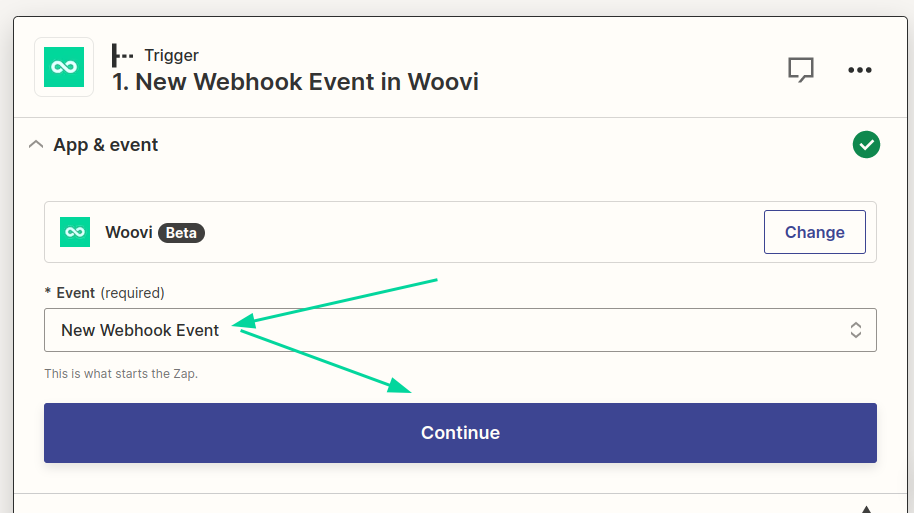 Trigger
1. New Webhook Event in Woovi
App & event
Woovi Beta
Change
* Event (required)
New Webhook Event
This is what starts the Zap.
Continue